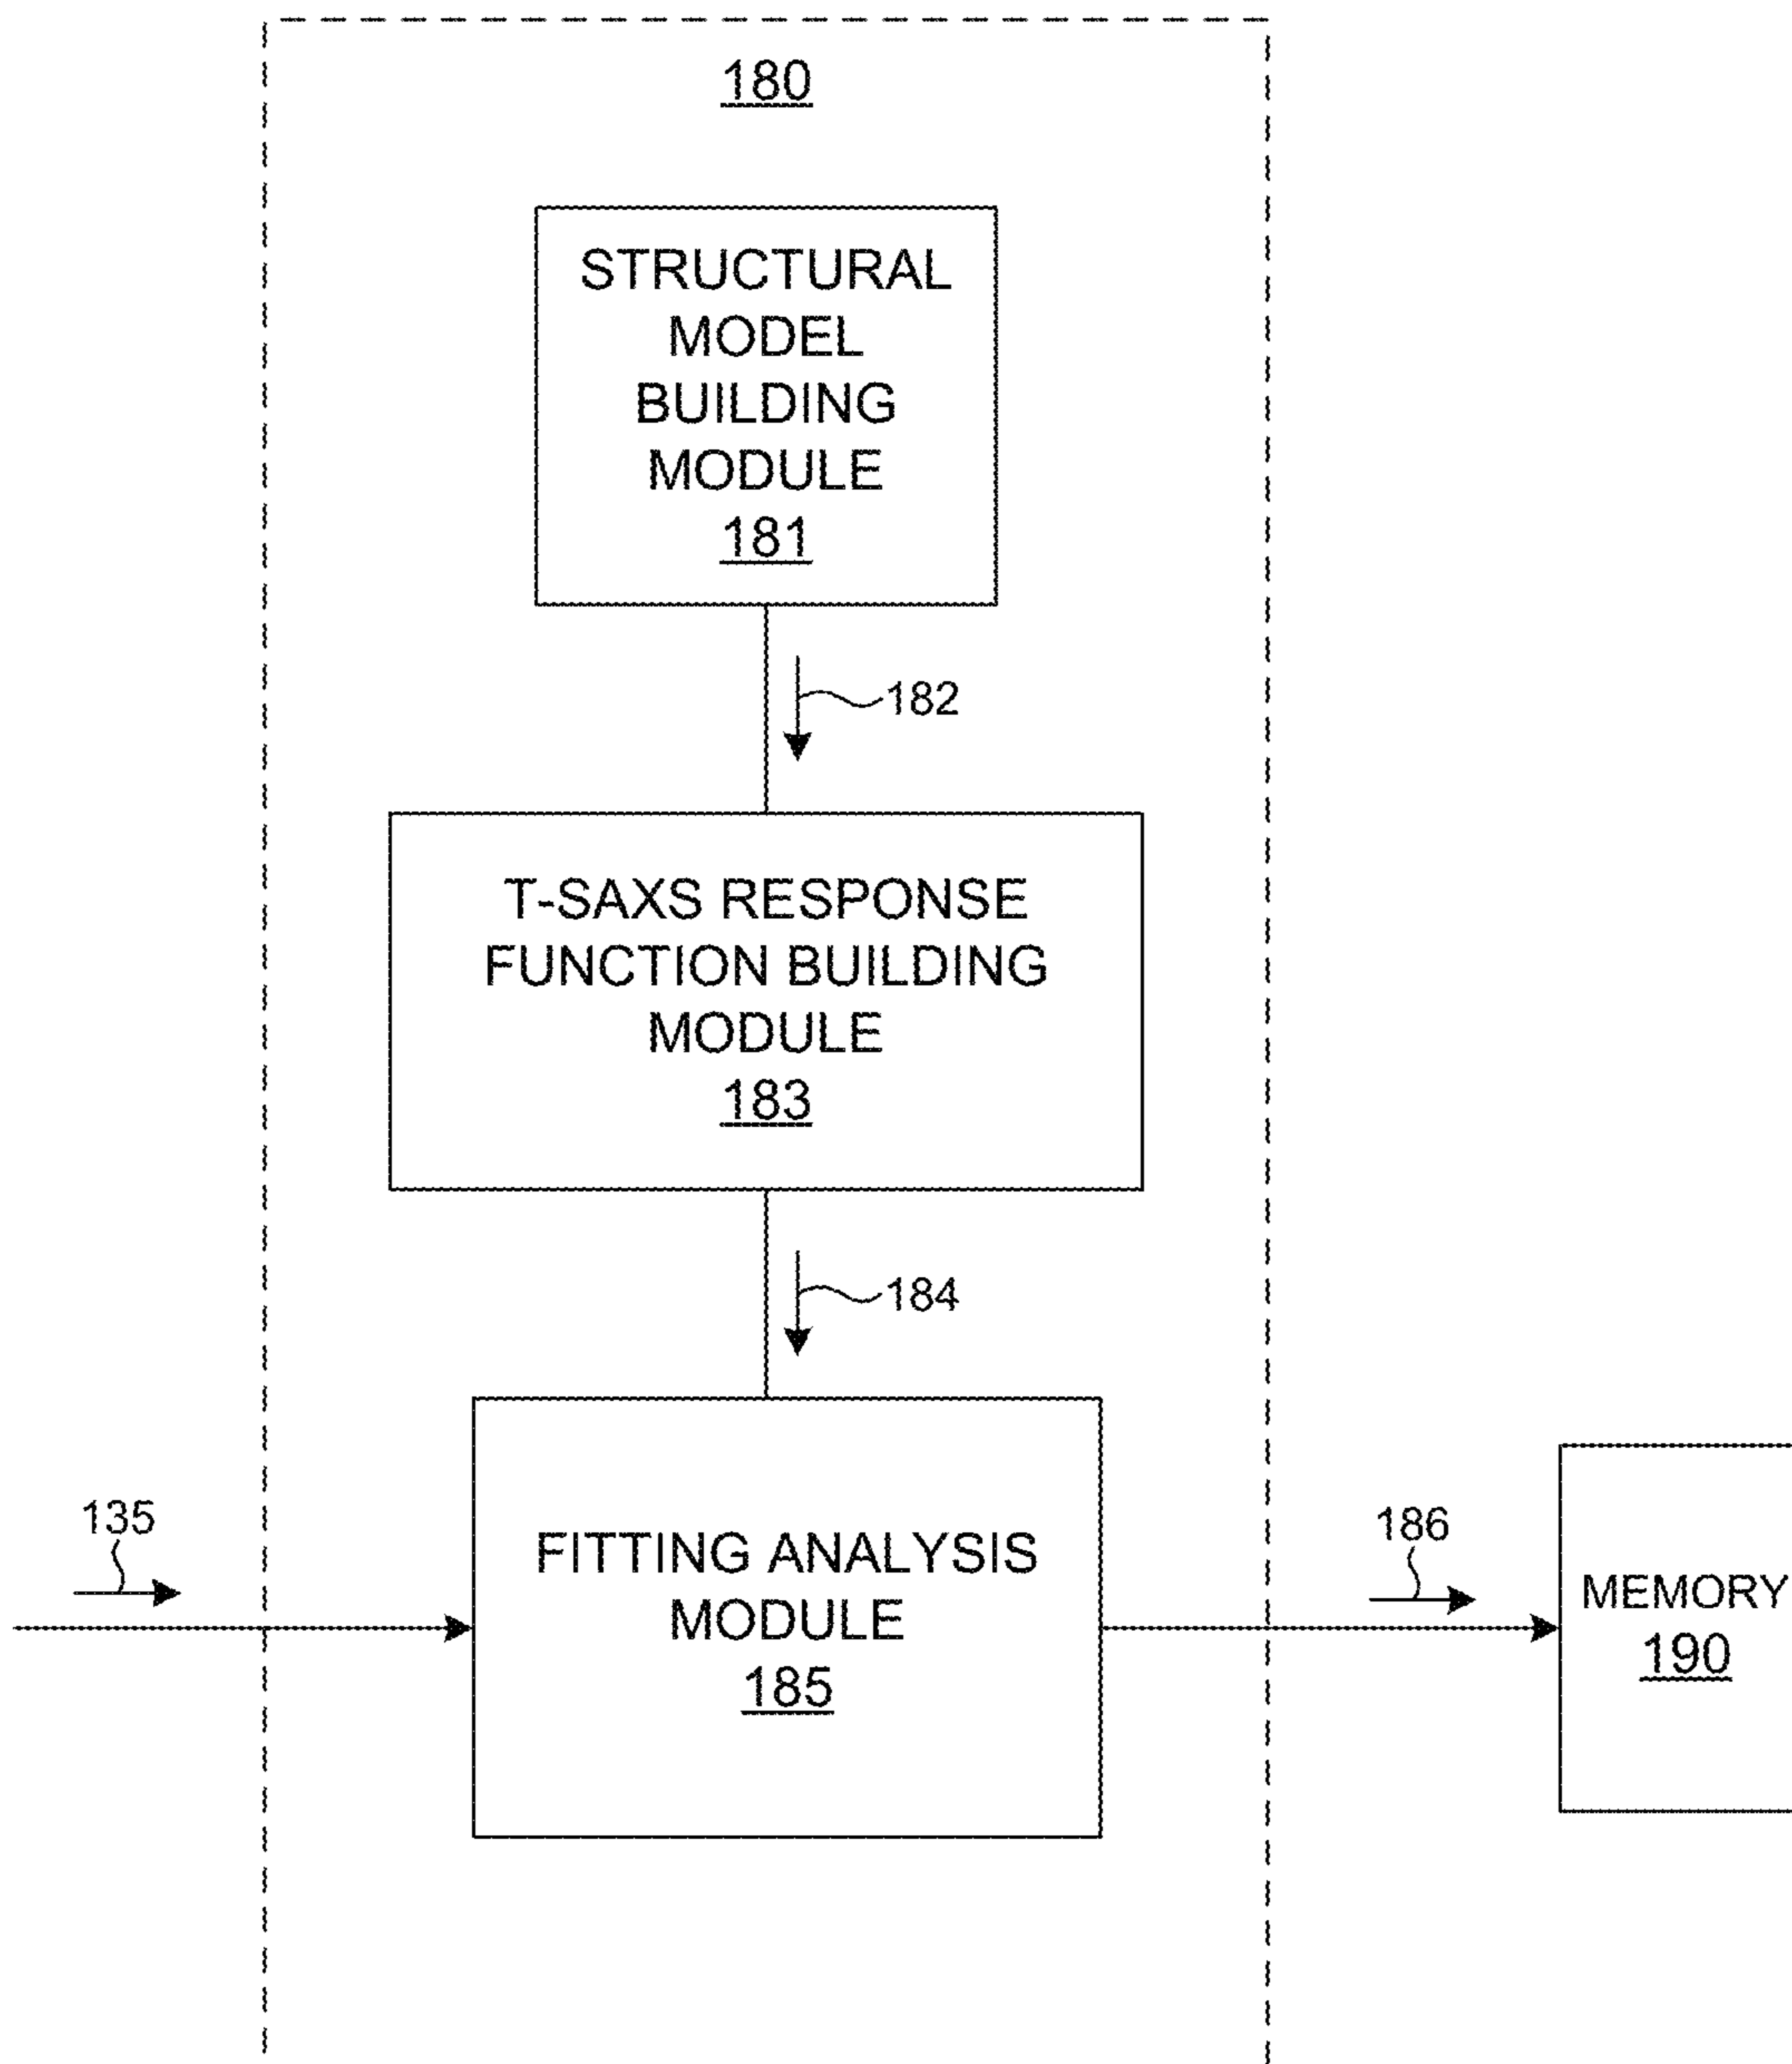 180
STRUCTURAL
MODEL
BUILDING
MODULE
181
182
T-SAXS RESPONSE
FUNCTION BUILDING
MODULE
183
184
135
FITTING ANALYSIS
MODULE
185
186
MEMORY
190